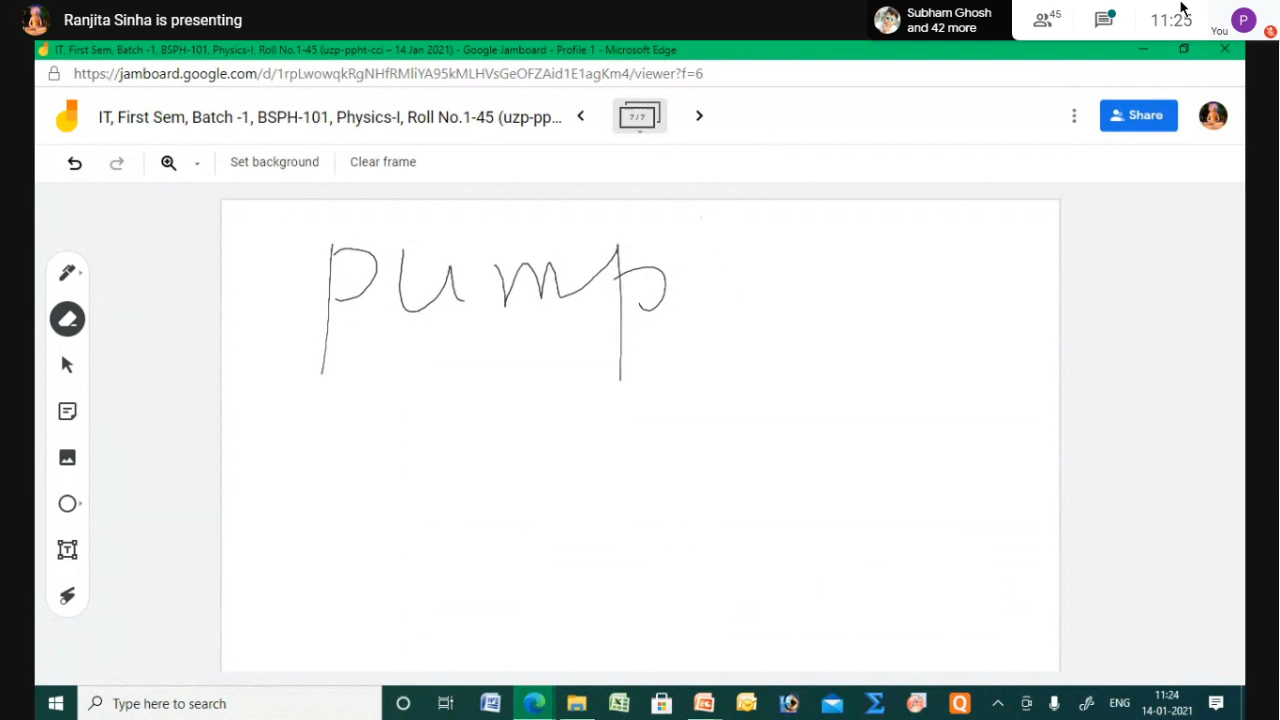 Ranjita Sinha is presenting
Subham Ghosh
and 42 more
45
11:25
You
P
IT, First Sem, Batch -1, BSPH-101, Physics-I, Roll No.1-45 (uzp-ppht-cci – 14 Jan 2021) - Google Jamboard - Profile 1 - Microsoft Edge
https://jamboard.google.com/d/1rpLwowqkRgNHfRMliYA95kMLHVsGeOFZAid1E1agKm4/viewer?f=6
IT, First Sem, Batch -1, BSPH-101, Physics-I, Roll No.1-45 (uzp-pp...
7 / 7
Share
Set background
Clear frame
pump
Type here to search
ENG
11:24
14-01-2021